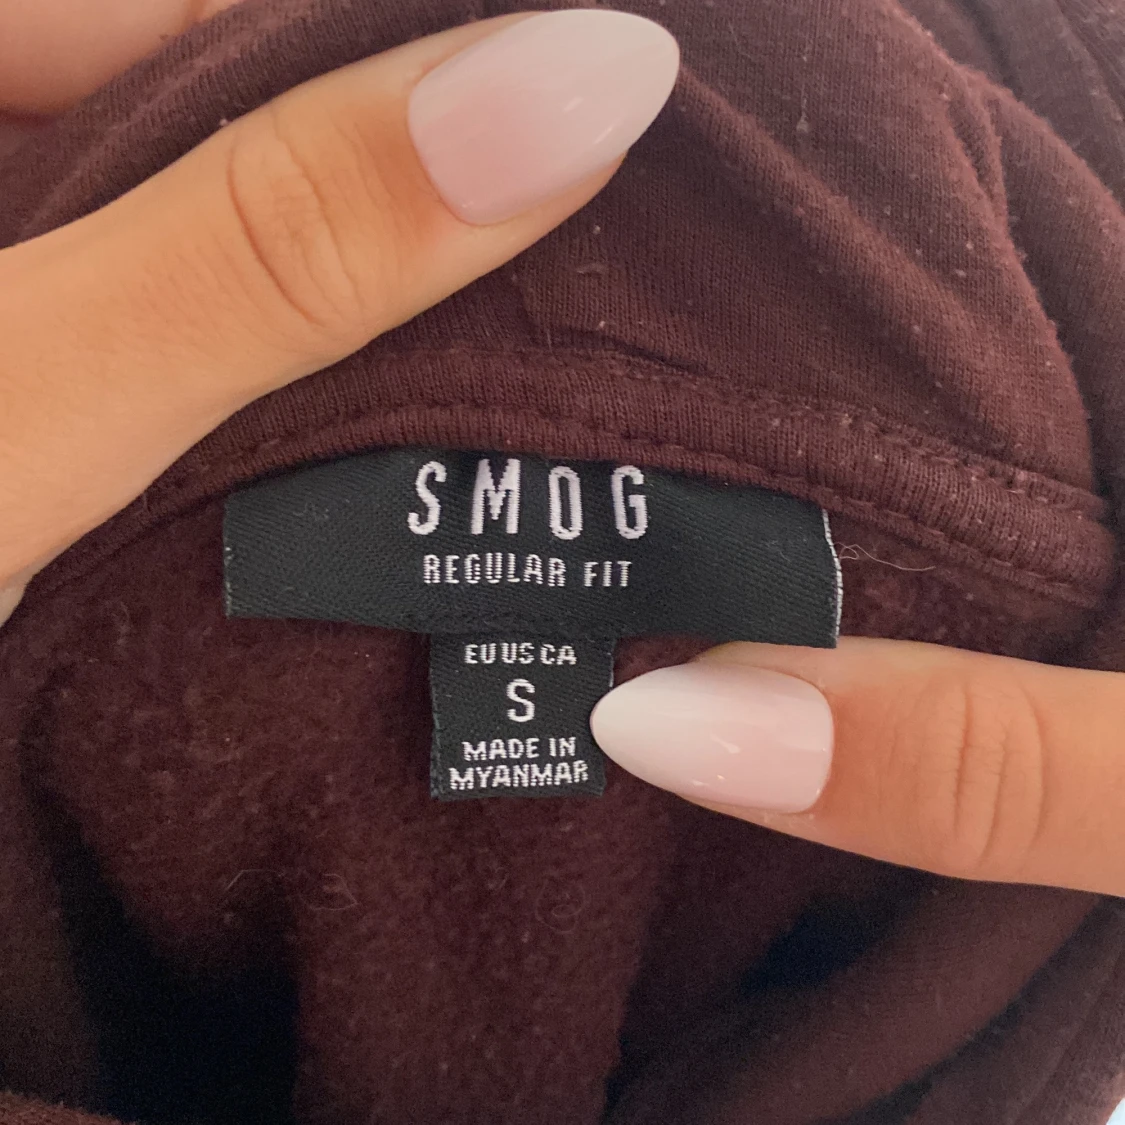 SMOG
REGULAR FIT
EU US CA
S
MADE IN
MYANMAR